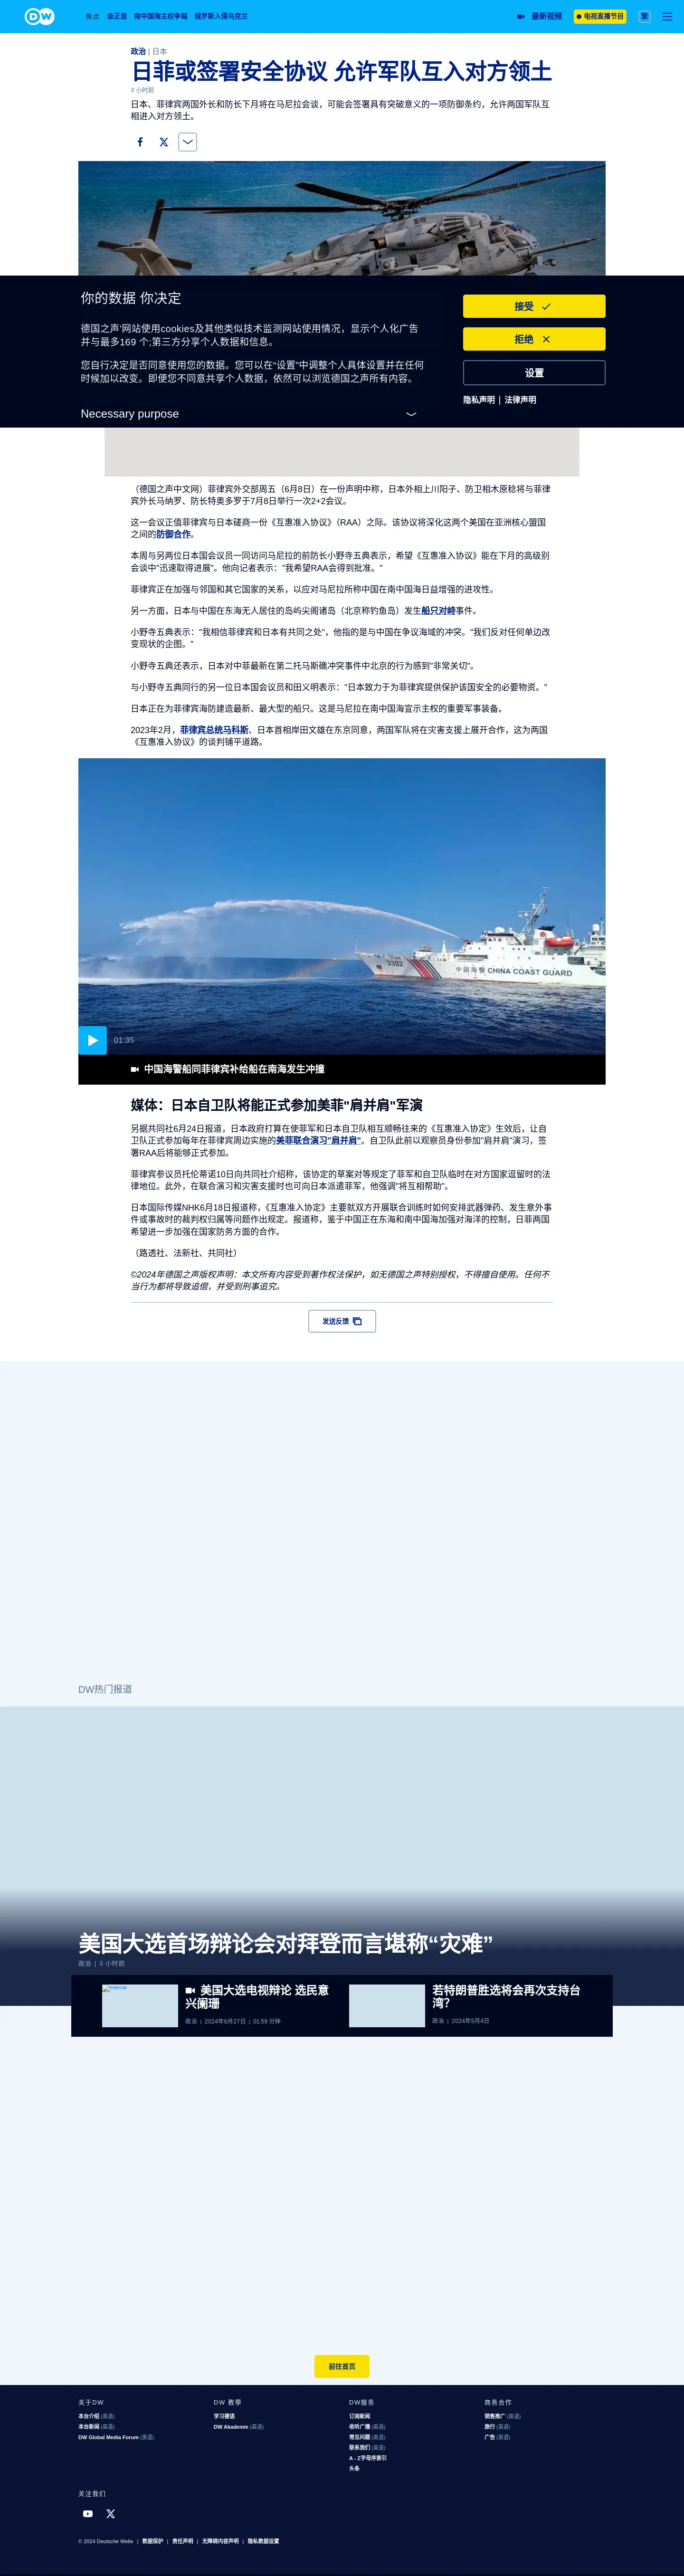 DW
焦点 金正恩 南中国海主权争端 俄罗斯入侵乌克兰
最新视频
电视直播节目
繁
政治 | 日本
日菲或签署安全协议 允许军队互入对方领土
3 小时前
日本、菲律宾两国外长和防长下月将在马尼拉会谈，可能会签署具有突破意义的一项防御条约，允许两国军队互
相进入对方领土。
你的数据 你决定
德国之声'网站使用cookies及其他类似技术监测网站使用情况，显示个人化广告
并与最多169 个;第三方分享个人数据和信息。
您自行决定是否同意使用您的数据。您可以在“设置”中调整个人具体设置并在任何
时候加以改变。即便您不同意共享个人数据，依然可以浏览德国之声所有内容。
Necessary purpose
接受
拒绝
设置
隐私声明 | 法律声明
（德国之声中文网）菲律宾外交部周五（6月8日）在一份声明中称，日本外相上川阳子、防卫相木原稔将与菲律
宾外长马纳罗、防长特奥多罗于7月8日举行一次2+2会议。
这一会议正值菲律宾与日本磋商一份《互惠准入协议》（RAA）之际。该协议将深化这两个美国在亚洲核心盟国
之间的防御合作。
本周与另两位日本国会议员一同访问马尼拉的前防长小野寺五典表示，希望《互惠准入协议》能在下月的高级别
会谈中"迅速取得进展"。他向记者表示："我希望RAA会得到批准。"
菲律宾正在加强与邻国和其它国家的关系，以应对马尼拉所称中国在南中国海日益增强的进攻性。
另一方面，日本与中国在东海无人居住的岛屿尖阁诸岛（北京称钓鱼岛）发生船只对峙事件。
小野寺五典表示："我相信菲律宾和日本有共同之处"，他指的是与中国在争议海域的冲突。"我们反对任何单边改
变现状的企图。"
小野寺五典还表示，日本对中菲最新在第二托马斯礁冲突事件中北京的行为感到"非常关切"。
与小野寺五典同行的另一位日本国会议员和田义明表示："日本致力于为菲律宾提供保护该国安全的必要物资。"
日本正在为菲律宾海防建造最新、最大型的船只。这是马尼拉在南中国海宣示主权的重要军事装备。
2023年2月，菲律宾总统马科斯、日本首相岸田文雄在东京同意，两国军队将在灾害支援上展开合作，这为两国
《互惠准入协议》的谈判铺平道路。
3302
中国海警 CHINA COAST GUARD
01:35
中国海警船同菲律宾补给船在南海发生冲撞
媒体：日本自卫队将能正式参加美菲"肩并肩"军演
另据共同社6月24日报道，日本政府打算在使菲军和日本自卫队相互顺畅往来的《互惠准入协定》生效后，让自
卫队正式参加每年在菲律宾周边实施的美菲联合演习"肩并肩"。自卫队此前以观察员身份参加"肩并肩"演习，签
署RAA后将能够正式参加。
菲律宾参议员托伦蒂诺10日向共同社介绍称，该协定的草案对等规定了菲军和自卫队临时在对方国家逗留时的法
律地位。此外，在联合演习和灾害支援时也可向日本派遣菲军，他强调"将互相帮助"。
日本国际传媒NHK6月18日报道称，《互惠准入协定》主要就双方开展联合训练时如何安排武器弹药、发生意外事
件或事故时的裁判权归属等问题作出规定。报道称，鉴于中国正在东海和南中国海加强对海洋的控制，日菲两国
希望进一步加强在国家防务方面的合作。
（路透社、法新社、共同社）
©2024年德国之声版权声明：本文所有内容受到著作权法保护，如无德国之声特别授权，不得擅自使用。任何不
当行为都将导致追偿，并受到刑事追究。
发送反馈
DW热门报道
美国大选首场辩论会对拜登而言堪称“灾难”
政治 | 3 小时前
external
美国大选电视辩论 选民意
兴阑珊
政治 | 2024年6月27日 | 01:59 分钟
若特朗普胜选将会再次支持台
湾？
政治 | 2024年5月4日
前往首页
关于DW
本台介绍 (英语)
本台新闻 (英语)
DW Global Media Forum (英语)
DW 教學
学习德语
DW Akademie (英语)
DW服务
订阅新闻
收听广播 (英语)
常见问题 (英语)
联系我们 (英语)
A - Z字母序索引
头条
商务合作
销售推广 (英语)
旅行 (英语)
广告 (英语)
关注我们
© 2024 Deutsche Welle | 数据保护 | 责任声明 | 无障碍内容声明 | 隐私数据设置